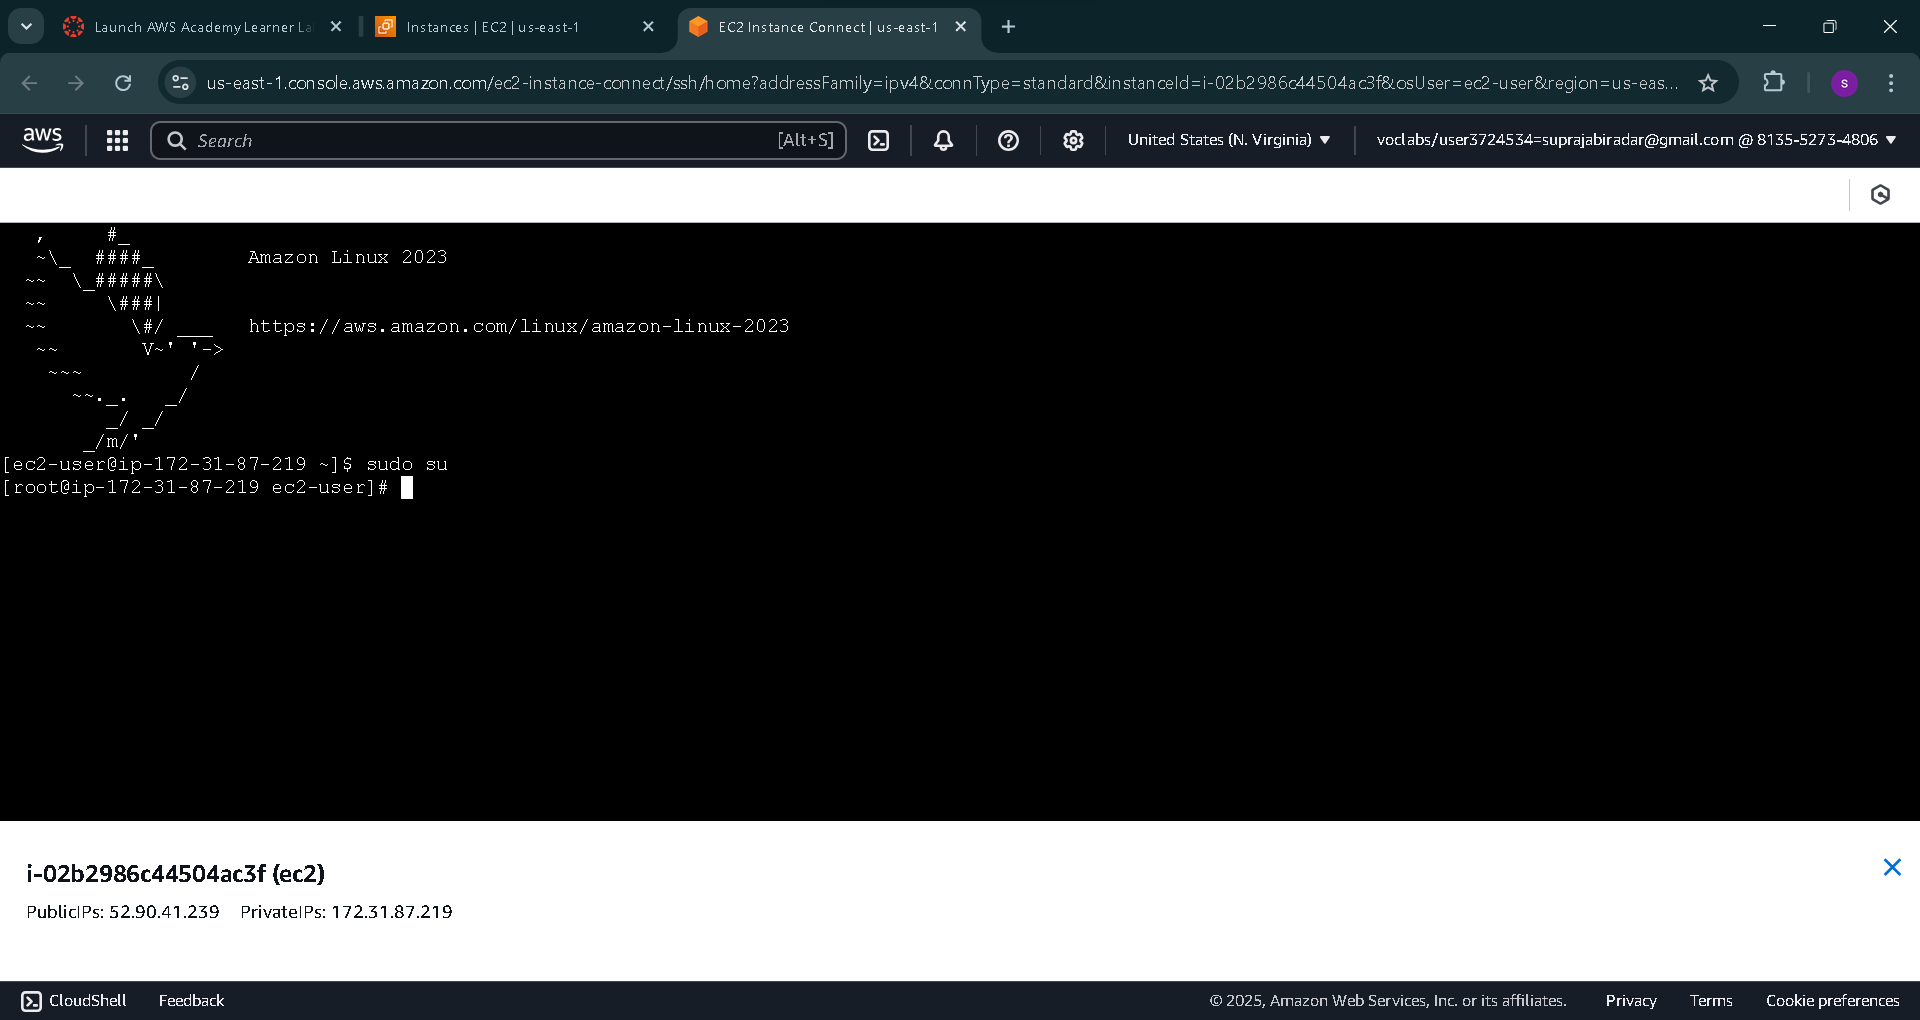 Launch AWS Academy Learner La
Instances | EC2 | us-east-1
EC2 Instance Connect | us-east-1
us-east-1.console.aws.amazon.com/ec2-instance-connect/ssh/home?addressFamily=ipv4&connType=standard&instanceId=i-02b2986c44504ac3f&osUser=ec2-user&region=us-eas...
s
aws
Search
[Alt+S]
United States (N. Virginia)
voclabs/user3724534=suprajabiradar@gmail.com @ 8135-5273-4806
   ,     #_
   ~\_  ####_        Amazon Linux 2023
  ~~  \_#####\
  ~~     \###|
  ~~       \#/ ___   https://aws.amazon.com/linux/amazon-linux-2023
   ~~       V~' '->
    ~~~         /
      ~~._.   _/
         _/ _/
       _/m/'
[ec2-user@ip-172-31-87-219 ~]$ sudo su
[root@ip-172-31-87-219 ec2-user]#
i-02b2986c44504ac3f (ec2)
PublicIPs: 52.90.41.239 PrivateIPs: 172.31.87.219
CloudShell
Feedback
© 2025, Amazon Web Services, Inc. or its affiliates.
Privacy
Terms
Cookie preferences